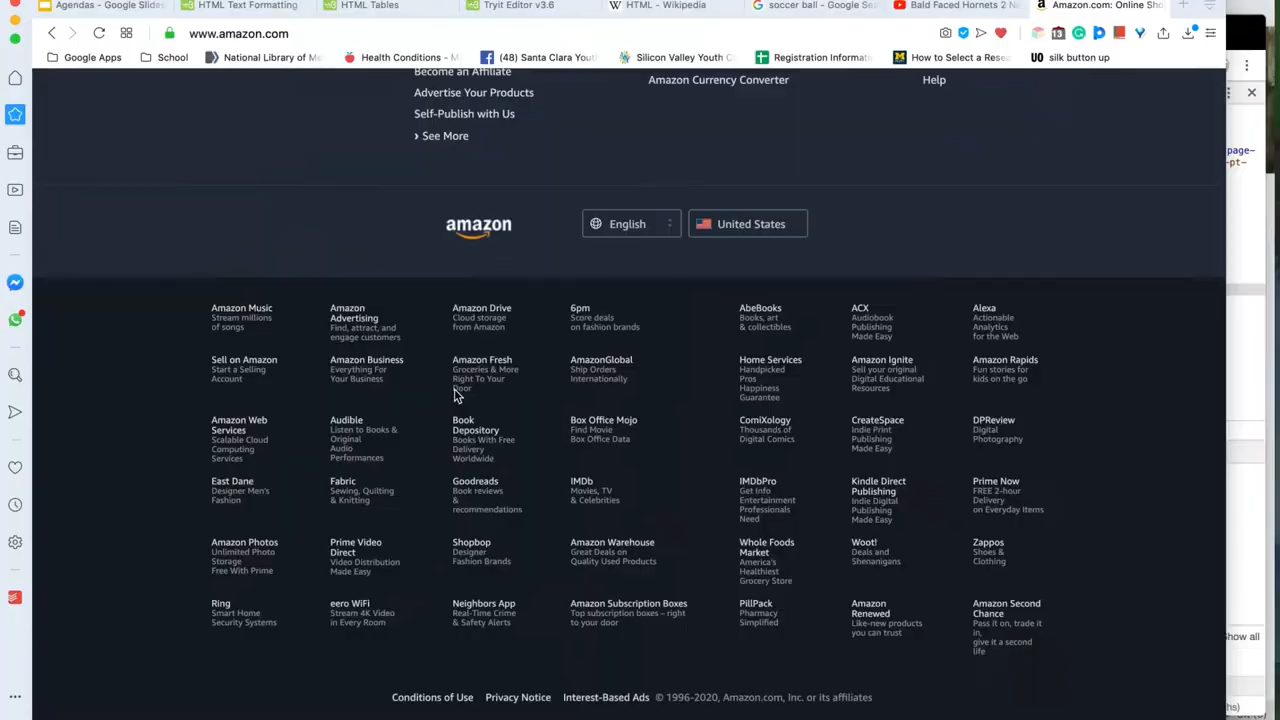 Agendas - Google Slides
HTML Text Formatting
HTML Tables
Tryit Editor v3.6
W HTML - Wikipedia
soccer ball - Google Sea
Bald Faced Hornets 2 N
Amazon.com: Online Sho
www.amazon.com
Google Apps
School
National Library of Me
Health Conditions - M
(48) Santa Clara Yout
Silicon Valley Youth C
Registration Informati
How to Select a Resea
UO silk button up
Become an Affiliate
Advertise Your Products
Self-Publish with Us
› See More
Amazon Currency Converter
Help
page-
-pt-
amazon
English
United States
Amazon Music
Stream millions
of songs
Amazon
Advertising
Find, attract, and
engage customers
Amazon Drive
Cloud storage
from Amazon
6pm
Score deals
on fashion brands
AbeBooks
Books, art
& collectibles
ACX
Audiobook
Publishing
Made Easy
Alexa
Actionable
Analytics
for the Web
Sell on Amazon
Start a Selling
Account
Amazon Business
Everything For
Your Business
Amazon Fresh
Groceries & More
Right To Your
Door
AmazonGlobal
Ship Orders
Internationally
Home Services
Handpicked
Pros
Happiness
Guarantee
Amazon Ignite
Sell your original
Digital Educational
Resources
Amazon Rapids
Fun stories for
kids on the go
Amazon Web
Services
Scalable Cloud
Computing
Services
Audible
Listen to Books &
Original
Audio
Performances
Book
Depository
Books With Free
Delivery
Worldwide
Box Office Mojo
Find Movie
Box Office Data
ComiXology
Thousands of
Digital Comics
CreateSpace
Indie Print
Publishing
Made Easy
DPReview
Digital
Photography
East Dane
Designer Men's
Fashion
Fabric
Sewing, Quilting
& Knitting
Goodreads
Book reviews
&
recommendations
IMDb
Movies, TV
& Celebrities
IMDbPro
Get Info
Entertainment
Professionals
Need
Kindle Direct
Publishing
Indie Digital
Publishing
Made Easy
Prime Now
FREE 2-hour
Delivery
on Everyday Items
Amazon Photos
Unlimited Photo
Storage
Free With Prime
Prime Video
Direct
Video Distribution
Made Easy
Shopbop
Designer
Fashion Brands
Amazon Warehouse
Great Deals on
Quality Used Products
Whole Foods
Market
America's
Healthiest
Grocery Store
Woot!
Deals and
Shenanigans
Zappos
Shoes &
Clothing
Ring
Smart Home
Security Systems
eero WiFi
Stream 4K Video
in Every Room
Neighbors App
Real-Time Crime
& Safety Alerts
Amazon Subscription Boxes
Top subscription boxes – right
to your door
PillPack
Pharmacy
Simplified
Amazon
Renewed
Like-new products
you can trust
Amazon Second
Chance
Pass it on, trade it
in,
give it a second
life
Show all
Conditions of Use
Privacy Notice
Interest-Based Ads
© 1996-2020, Amazon.com, Inc. or its affiliates